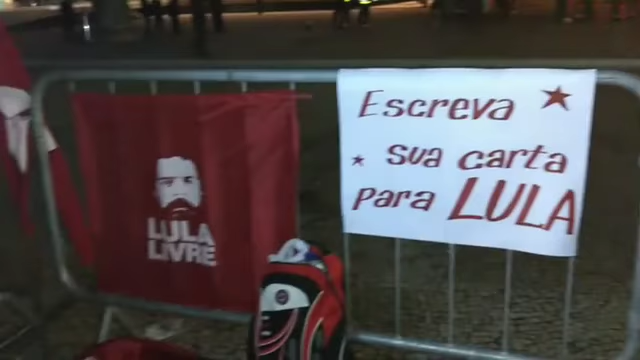 LULA
LIVRE
Escreva
sua carta
para LULA